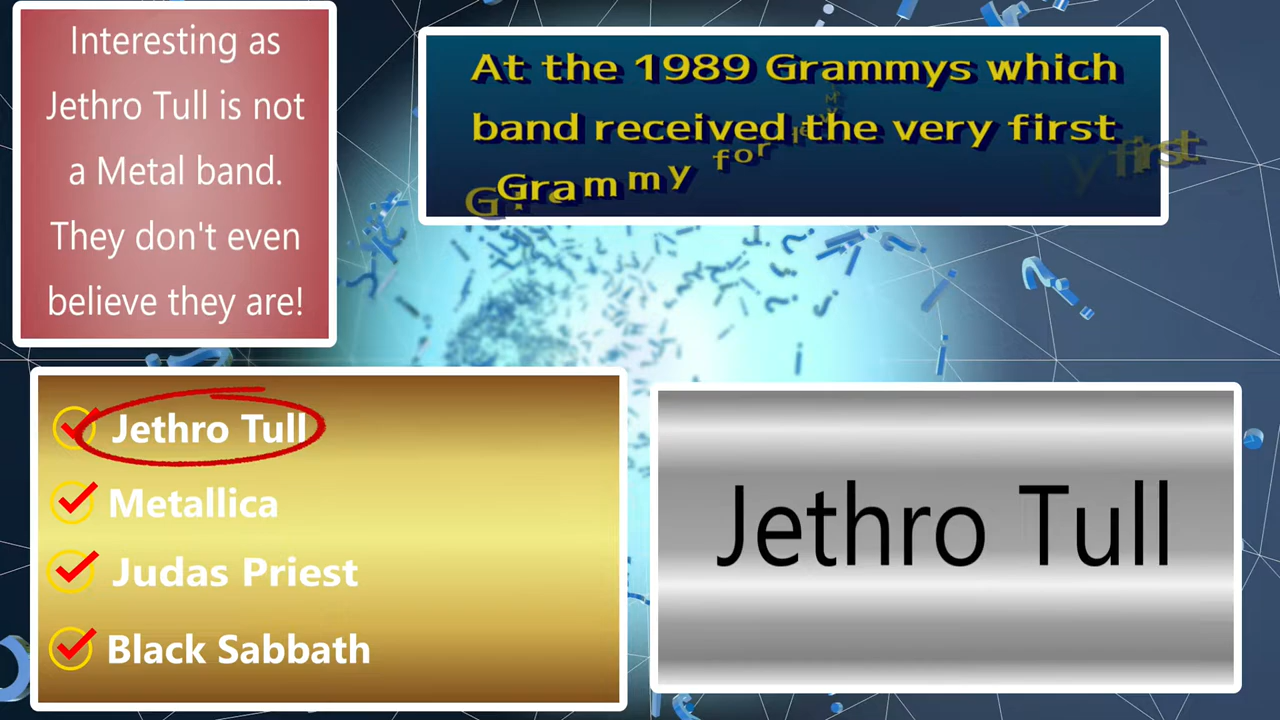 Interesting as
Jethro Tull is not
a Metal band.
They don't even
believe they are!
At the 1989 Grammys which
band received the very first
Grammy for
Jethro Tull
Metallica
Judas Priest
Black Sabbath
Jethro Tull